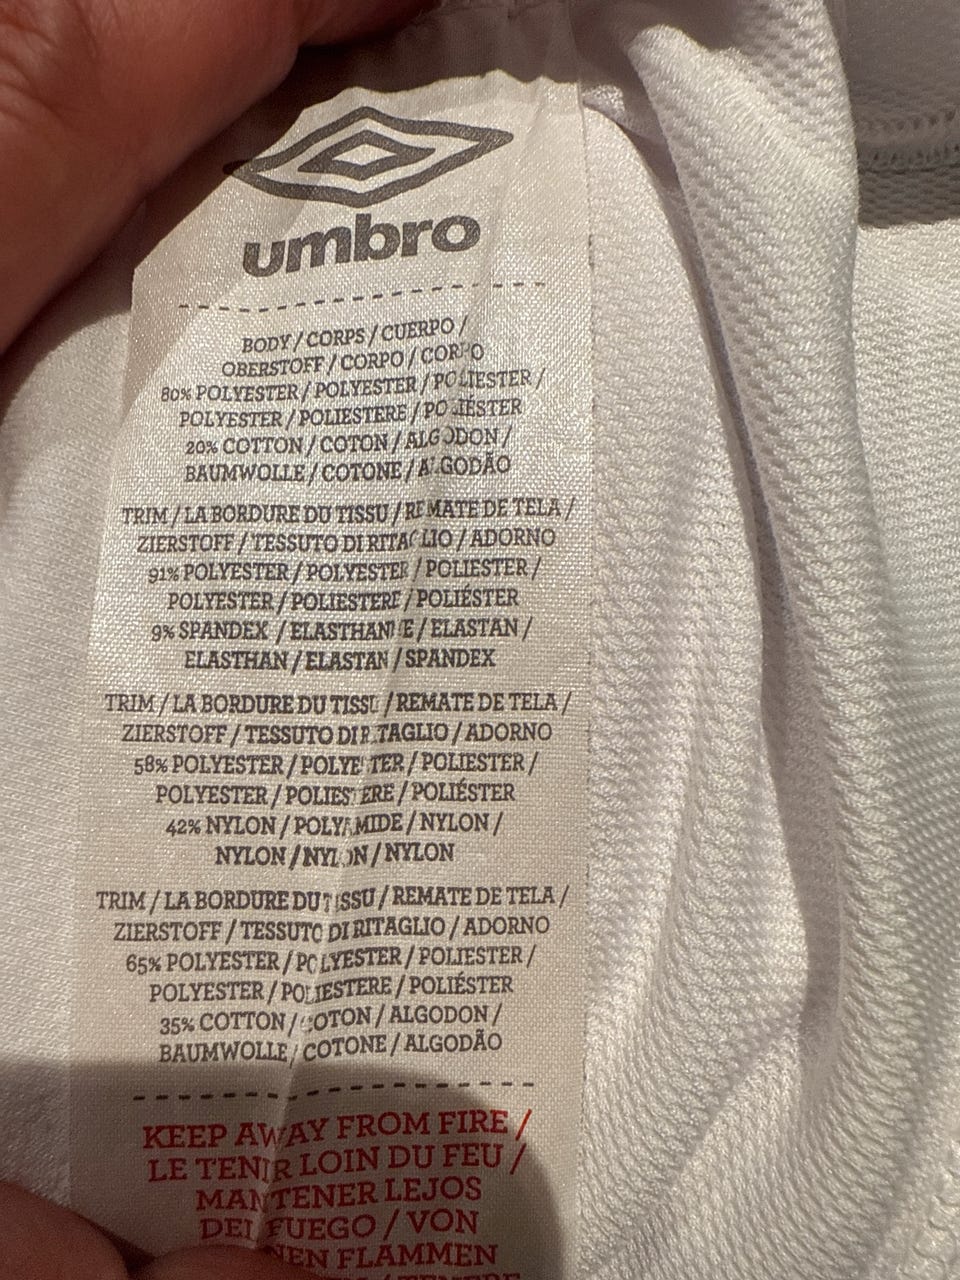 umbro
BODY / CORPS / CUERPO /
OBERSTOFF / CORPO / CORPO
80% POLYESTER / POLYESTER / POLIESTER /
POLYESTER / POLIESTERE / POLIÉSTER
20% COTTON / COTON / ALGODON /
BAUMWOLLE / COTONE / ALGODÃO
TRIM / LA BORDURE DU TISSU / REMATE DE TELA /
ZIERSTOFF / TESSUTO DI RITAGLIO / ADORNO
91% POLYESTER / POLYESTER / POLIESTER /
POLYESTER / POLIESTERE / POLIÉSTER
9% SPANDEX / ELASTHANNE / ELASTAN /
ELASTHAN / ELASTAN / SPANDEX
TRIM / LA BORDURE DU TISSU / REMATE DE TELA /
ZIERSTOFF / TESSUTO DI RITAGLIO / ADORNO
58% POLYESTER / POLYESTER / POLIESTER /
POLYESTER / POLIESTERE / POLIÉSTER
42% NYLON / POLYAMIDE / NYLON /
NYLON / NYLON / NYLON
TRIM / LA BORDURE DU TISSU / REMATE DE TELA /
ZIERSTOFF / TESSUTO DI RITAGLIO / ADORNO
65% POLYESTER / POLYESTER / POLIESTER /
POLYESTER / POLIESTERE / POLIÉSTER
35% COTTON / COTON / ALGODON /
BAUMWOLLE / COTONE / ALGODÃO
KEEP AWAY FROM FIRE /
LE TENIR LOIN DU FEU /
MANTENER LEJOS
DEL FUEGO / VON
FLAMMEN